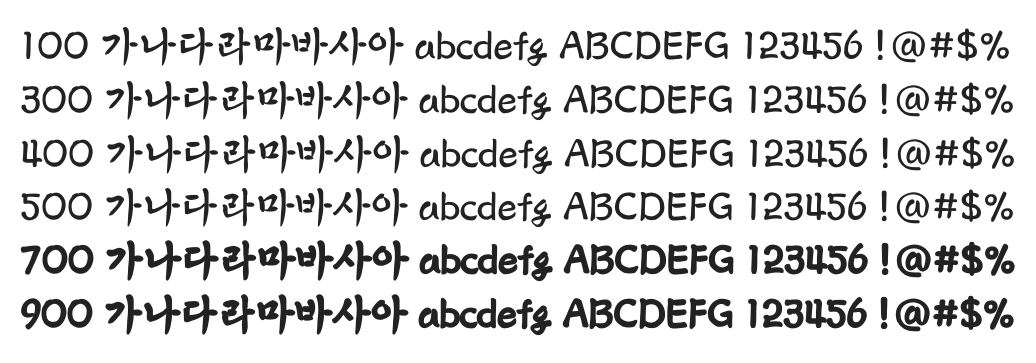 100 가나다라마바사아 abcdefg ABCDEFG 123456 !@#$%
300 가나다라마바사아 abcdefg ABCDEFG 123456 !@#$%
400 가나다라마바사아 abcdefg ABCDEFG 123456 !@#$%
500 가나다라마바사아 abcdefg ABCDEFG 123456 !@#$%
700 가나다라마바사아 abcdefg ABCDEFG 123456 !@#$%
900 가나다라마바사아 abcdefg ABCDEFG 123456 !@#$%